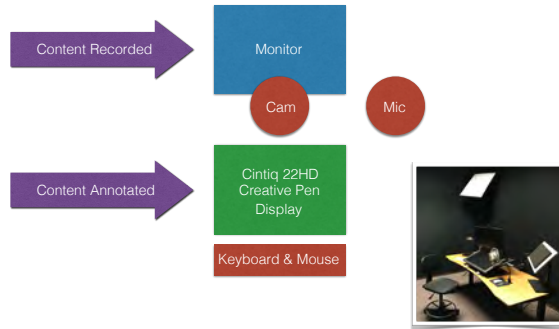 Content Recorded
Monitor
Cam
Mic
Content Annotated
Cintiq 22HD
Creative Pen
Display
Keyboard & Mouse